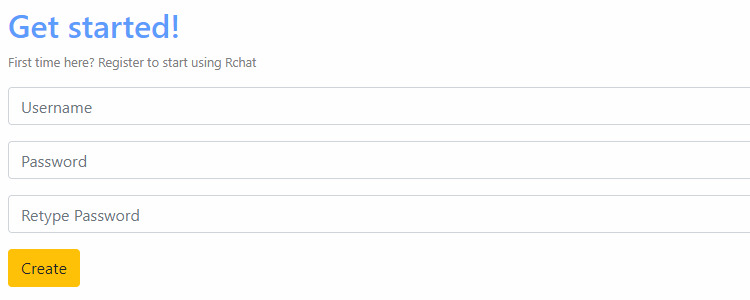 Get started!
First time here? Register to start using Rchat
Username
Password
Retype Password
Create